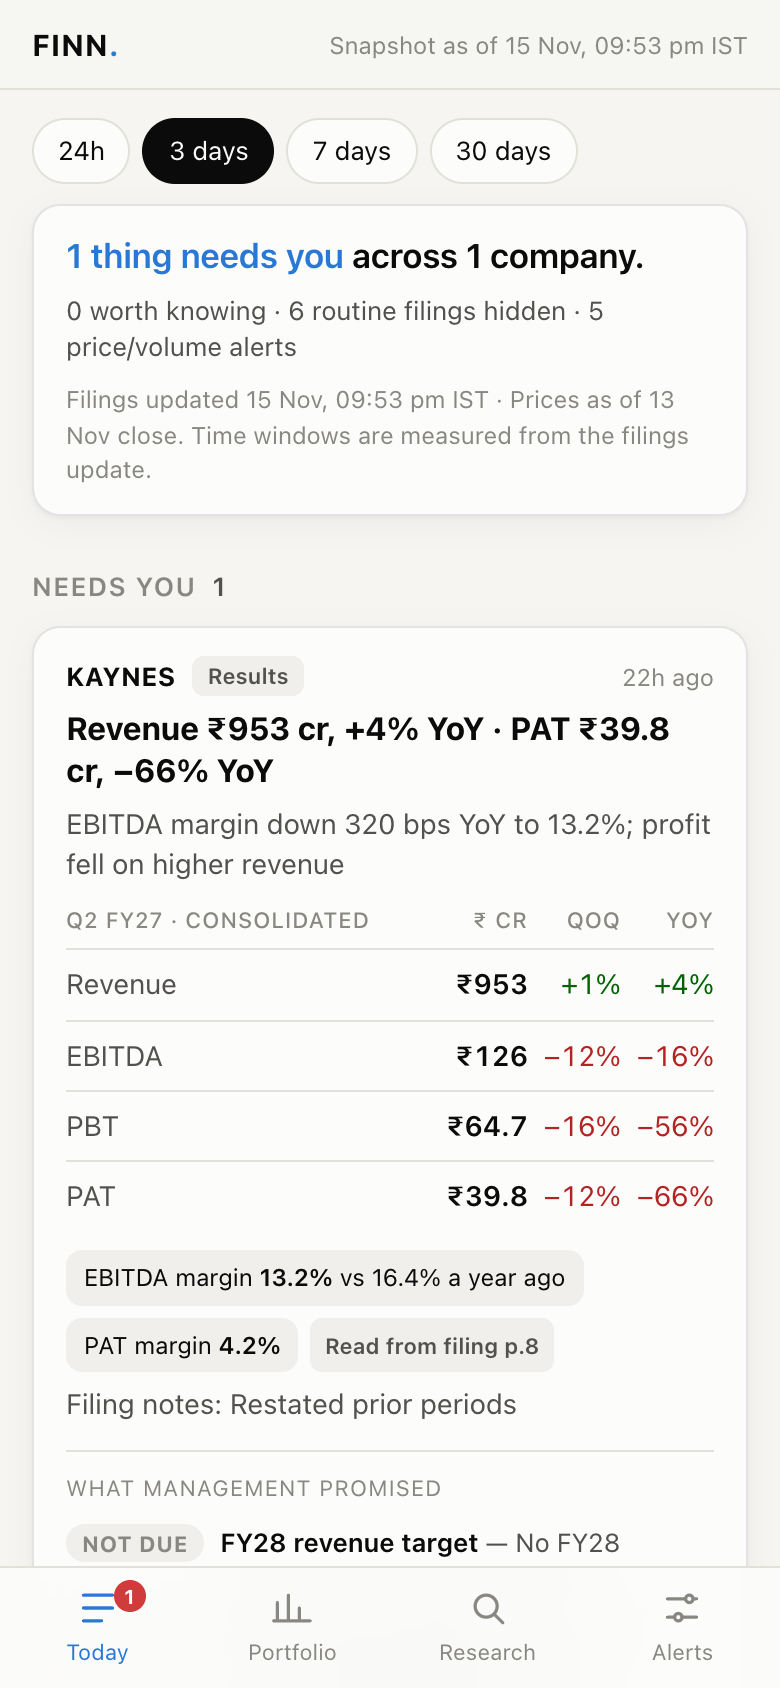 FINN.
Snapshot as of 15 Nov, 09:53 pm IST
24h
3 days
7 days
30 days
1 thing needs you across 1 company.
0 worth knowing · 6 routine filings hidden · 5
price/volume alerts
Filings updated 15 Nov, 09:53 pm IST · Prices as of 13
Nov close. Time windows are measured from the filings
update.
NEEDS YOU 1
KAYNES Results 22h ago
Revenue ₹953 cr, +4% YoY · PAT ₹39.8
cr, −66% YoY
EBITDA margin down 320 bps YoY to 13.2%; profit
fell on higher revenue
Q2 FY27 · CONSOLIDATED ₹ CR QOQ YOY
Revenue ₹953 +1% +4%
EBITDA ₹126 −12% −16%
PBT ₹64.7 −16% −56%
PAT ₹39.8 −12% −66%
EBITDA margin 13.2% vs 16.4% a year ago
PAT margin 4.2% Read from filing p.8
Filing notes: Restated prior periods
WHAT MANAGEMENT PROMISED
NOT DUE FY28 revenue target — No FY28
1
Today Portfolio Research Alerts